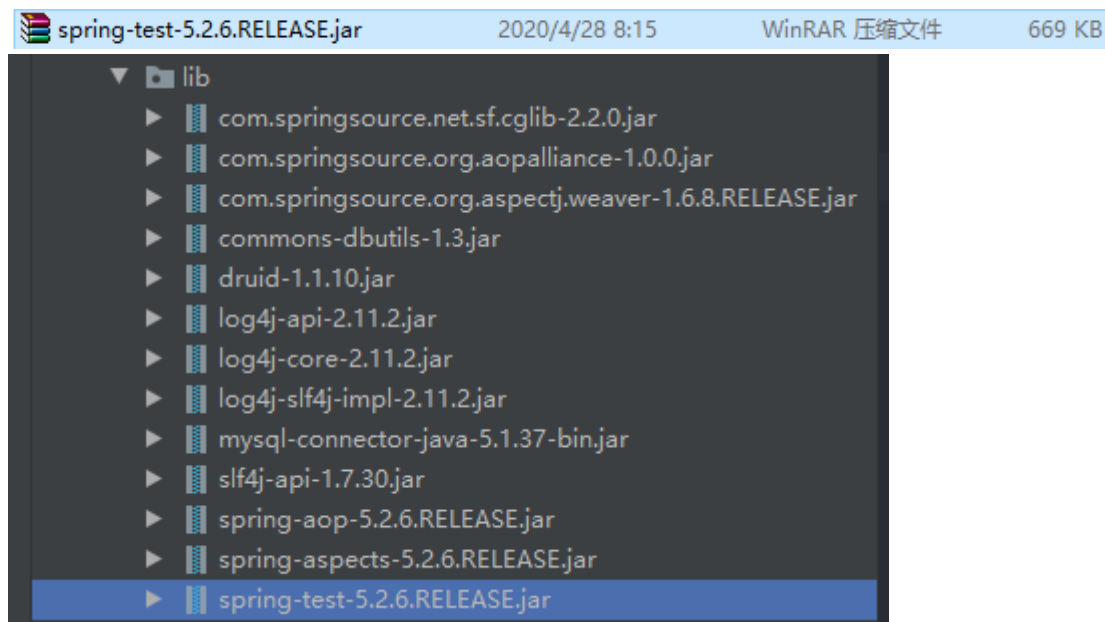 spring-test-5.2.6.RELEASE.jar 2020/4/28 8:15 WinRAR 压缩文件 669 KB
lib
com.springsource.net.sf.cglib-2.2.0.jar
com.springsource.org.aopalliance-1.0.0.jar
com.springsource.org.aspectj.weaver-1.6.8.RELEASE.jar
commons-dbutils-1.3.jar
druid-1.1.10.jar
log4j-api-2.11.2.jar
log4j-core-2.11.2.jar
log4j-slf4j-impl-2.11.2.jar
mysql-connector-java-5.1.37-bin.jar
slf4j-api-1.7.30.jar
spring-aop-5.2.6.RELEASE.jar
spring-aspects-5.2.6.RELEASE.jar
spring-test-5.2.6.RELEASE.jar